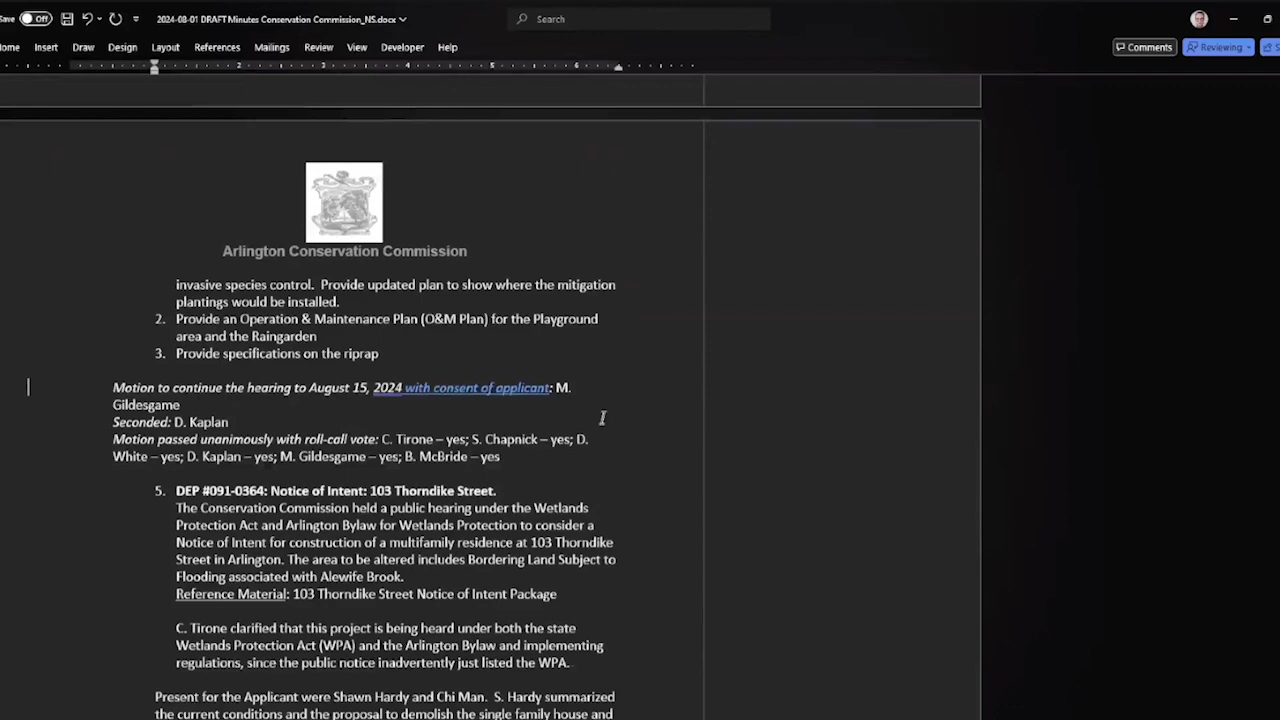 Save Off 2024-08-01 DRAFT Minutes Conservation Commission_NS.docx Search
Insert Draw Design Layout References Mailings Review View Developer Help Comments Reviewing
2 3 4 5 6
Arlington Conservation Commission
invasive species control. Provide updated plan to show where the mitigation
plantings would be installed.
2. Provide an Operation & Maintenance Plan (O&M Plan) for the Playground
area and the Raingarden
3. Provide specifications on the riprap
Motion to continue the hearing to August 15, 2024 with consent of applicant: M.
Gildesgame
Seconded: D. Kaplan
Motion passed unanimously with roll-call vote: C. Tirone – yes; S. Chapnick – yes; D.
White – yes; D. Kaplan – yes; M. Gildesgame – yes; B. McBride – yes
5. DEP #091-0364: Notice of Intent: 103 Thorndike Street.
The Conservation Commission held a public hearing under the Wetlands
Protection Act and Arlington Bylaw for Wetlands Protection to consider a
Notice of Intent for construction of a multifamily residence at 103 Thorndike
Street in Arlington. The area to be altered includes Bordering Land Subject to
Flooding associated with Alewife Brook.
Reference Material: 103 Thorndike Street Notice of Intent Package
C. Tirone clarified that this project is being heard under both the state
Wetlands Protection Act (WPA) and the Arlington Bylaw and implementing
regulations, since the public notice inadvertently just listed the WPA.
Present for the Applicant were Shawn Hardy and Chi Man. S. Hardy summarized
the current conditions and the proposal to demolish the single family house and